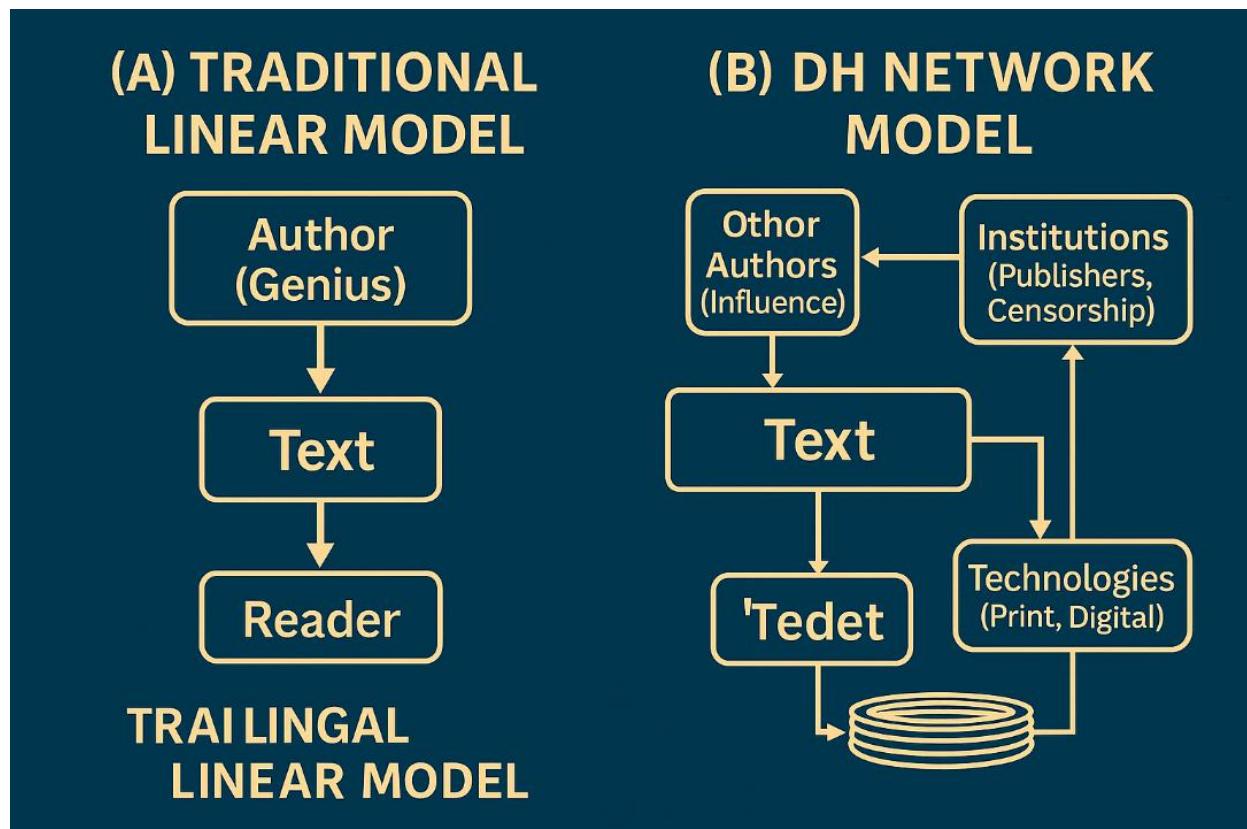 (A) TRADITIONAL
LINEAR MODEL
Author
(Genius)
Text
Reader
TRAI LINGAL
LINEAR MODEL
(B) DH NETWORK
MODEL
Othor
Authors
(Influence)
Institutions
(Publishers,
Censorship)
Text
'Tedet
Technologies
(Print, Digital)